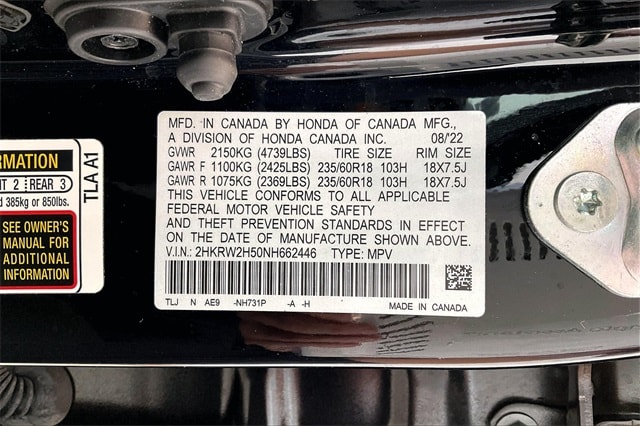 MFD. IN CANADA BY HONDA OF CANADA MFG.,
A DIVISION OF HONDA CANADA INC. 08/'22
GVWR 2150KG (4739LBS) TIRE SIZE RIM SIZE
GAWR F 1100KG (2425LBS) 235/60R18 103H 18X7.5J
GAWR R 1075KG (2369LBS) 235/60R18 103H 18X7.5J
THIS VEHICLE CONFORMS TO ALL APPLICABLE
FEDERAL MOTOR VEHICLE SAFETY
AND THEFT PREVENTION STANDARDS IN EFFECT
ON THE DATE OF MANUFACTURE SHOWN ABOVE.
V.I.N.: 2HKRW2H50NH662446 TYPE: MPV
TLJ N AE9 -NH731P -A -H
MADE IN CANADA
REAR 3
385kg or 850lbs.
SEE OWNER'S
MANUAL FOR
ADDITIONAL
INFORMATION
TLA A1